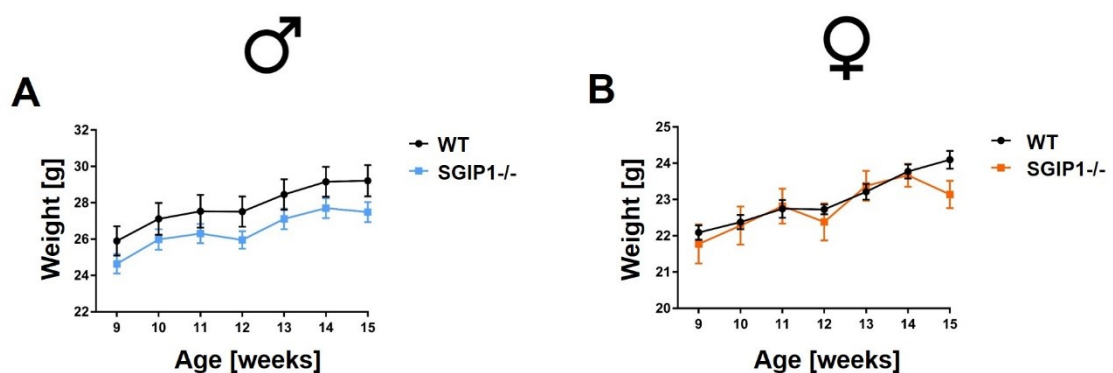 ♂
♀
A
B
32
30
28
26
24
22
Weight [g]
9 10 11 12 13 14 15
Age [weeks]
WT
SGIP1-/-
25
24
23
22
21
20
Weight [g]
9 10 11 12 13 14 15
Age [weeks]
WT
SGIP1-/-